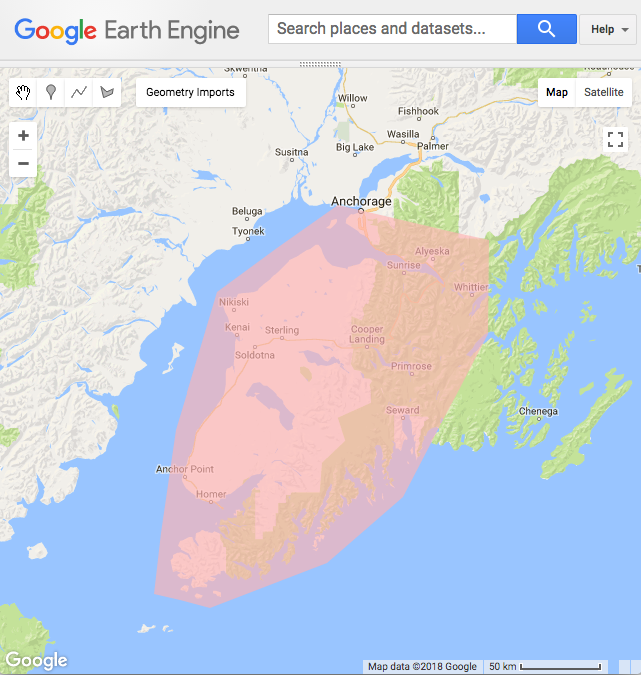 Google Earth Engine
Search places and datasets...
Help
Skwentna
Geometry Imports
Map
Satellite
Willow
Fishhook
Wasilla
Big Lake
Palmer
Susitna
Anchorage
Beluga
Tyonek
Alyeska
Sunrise
Whittier
Nikiski
Kenai
Sterling
Cooper
Landing
Soldotna
Primrose
Seward
Chenega
Anchor Point
Homer
Google
Map data ©2018 Google
50 km